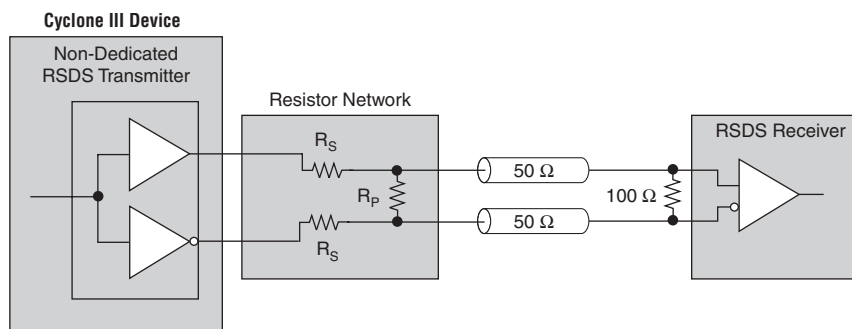 Cyclone III Device
Non-Dedicated
RSDS Transmitter
Resistor Network
RSDS Receiver
RS
50 Ω
RP
100 Ω
50 Ω
RS